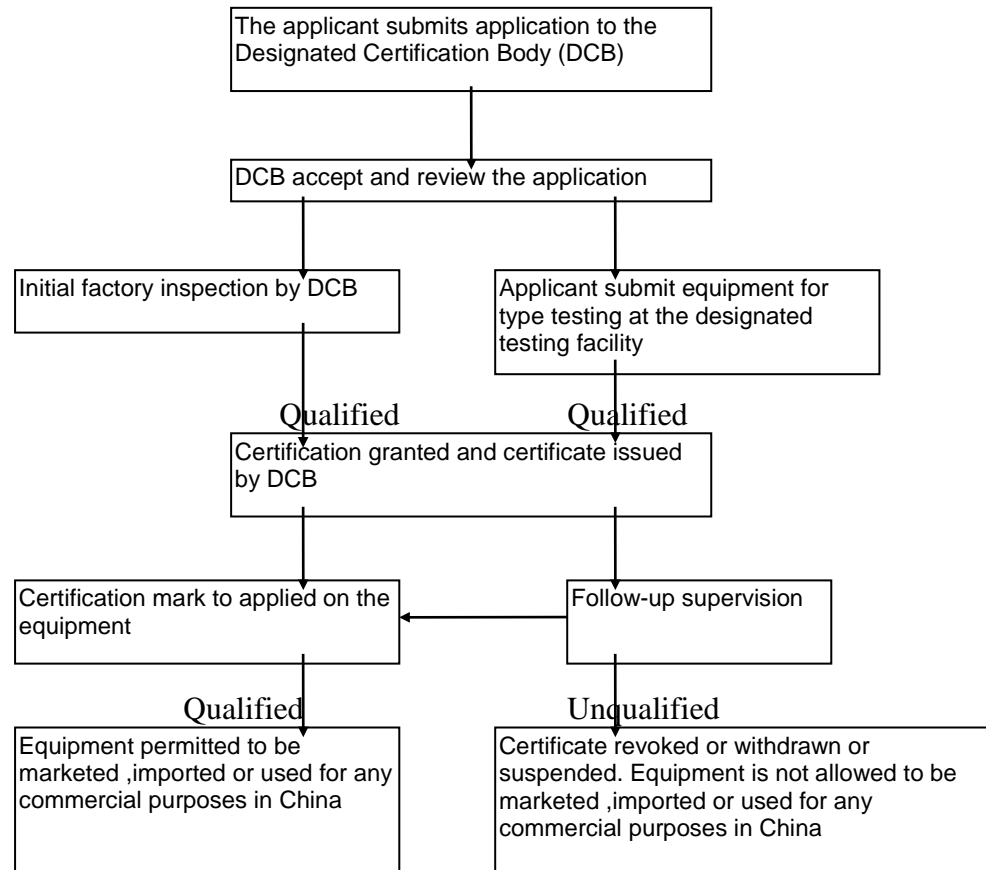 The applicant submits application to the
Designated Certification Body (DCB)
DCB accept and review the application
Initial factory inspection by DCB
Applicant submit equipment for
type testing at the designated
testing facility
Qualified
Qualified
Certification granted and certificate issued
by DCB
Certification mark to applied on the
equipment
Follow-up supervision
Qualified
Unqualified
Equipment permitted to be
marketed ,imported or used for any
commercial purposes in China
Certificate revoked or withdrawn or
suspended. Equipment is not allowed to be
marketed ,imported or used for any
commercial purposes in China